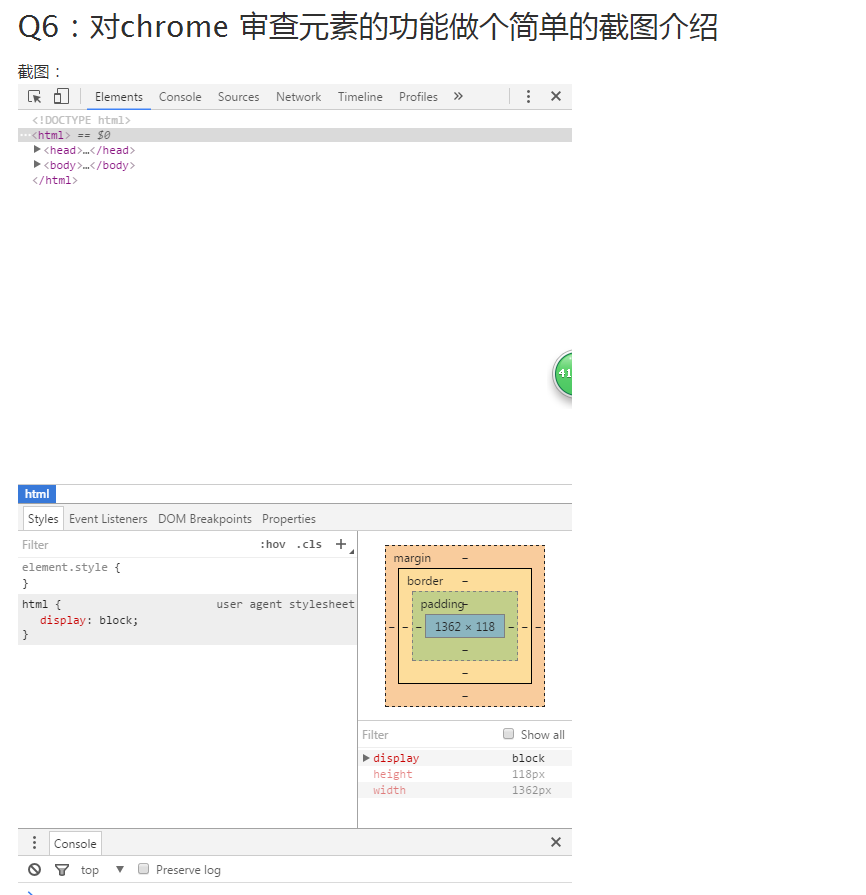 Q6：对chrome 审查元素的功能做个简单的截图介绍
截图：
Elements Console Sources Network Timeline Profiles »
<!DOCTYPE html>
···<html> == $0
▶<head>…</head>
▶<body>…</body>
</html>
41
html
Styles Event Listeners DOM Breakpoints Properties
Filter :hov .cls +
element.style {
}
html { user agent stylesheet
display: block;
}
margin –
border –
padding–
– – – 1362 × 118 – – –
–
–
–
Filter Show all
▶display block
height 118px
width 1362px
Console
top ▼ Preserve log